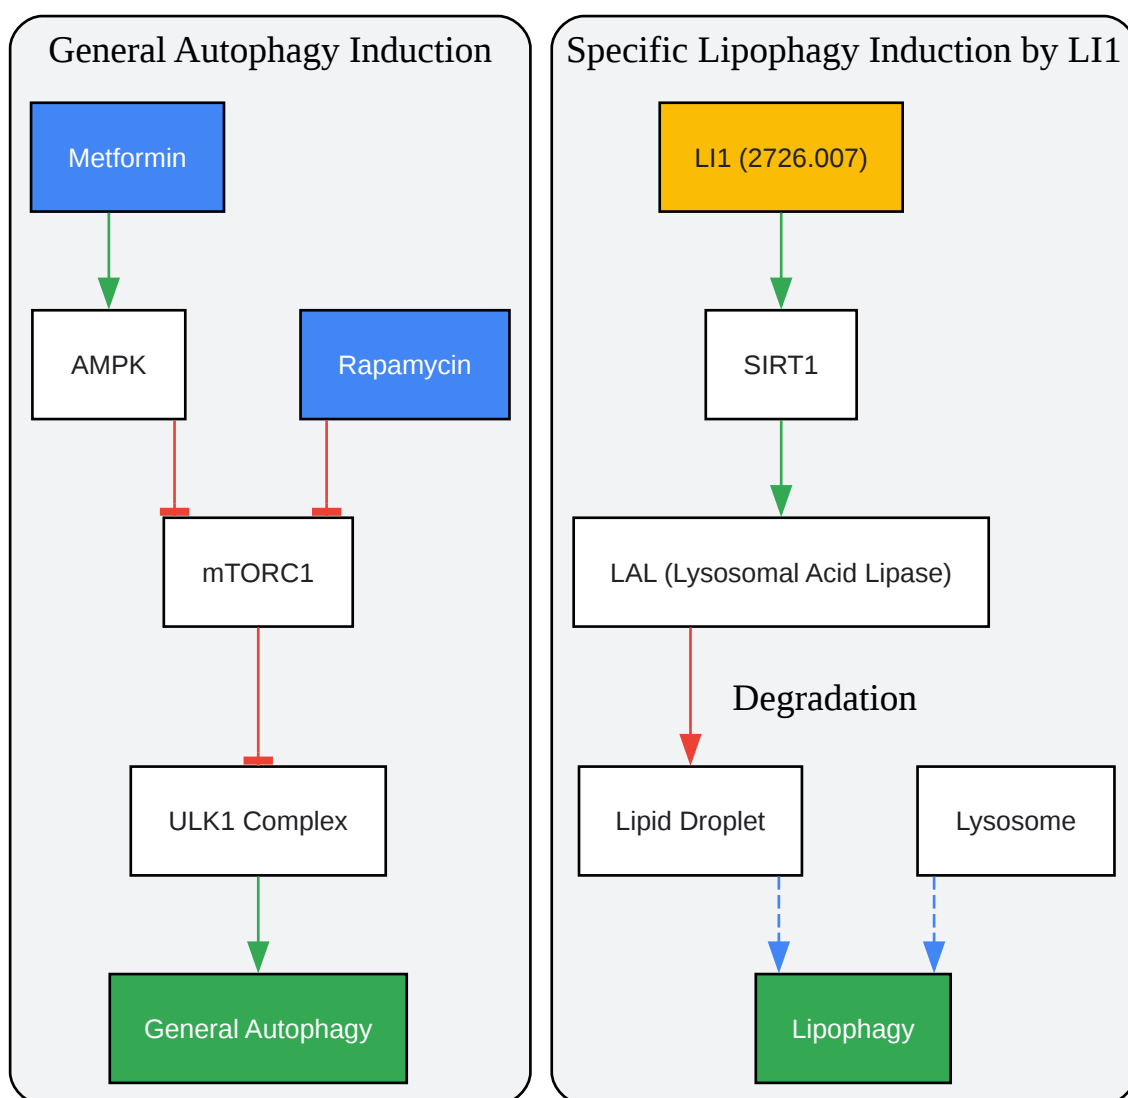 General Autophagy Induction
Metformin
AMPK
Rapamycin
mTORC1
ULK1 Complex
General Autophagy
Specific Lipophagy Induction by LI1
LI1 (2726.007)
SIRT1
LAL (Lysosomal Acid Lipase)
Degradation
Lipid Droplet
Lysosome
Lipophagy